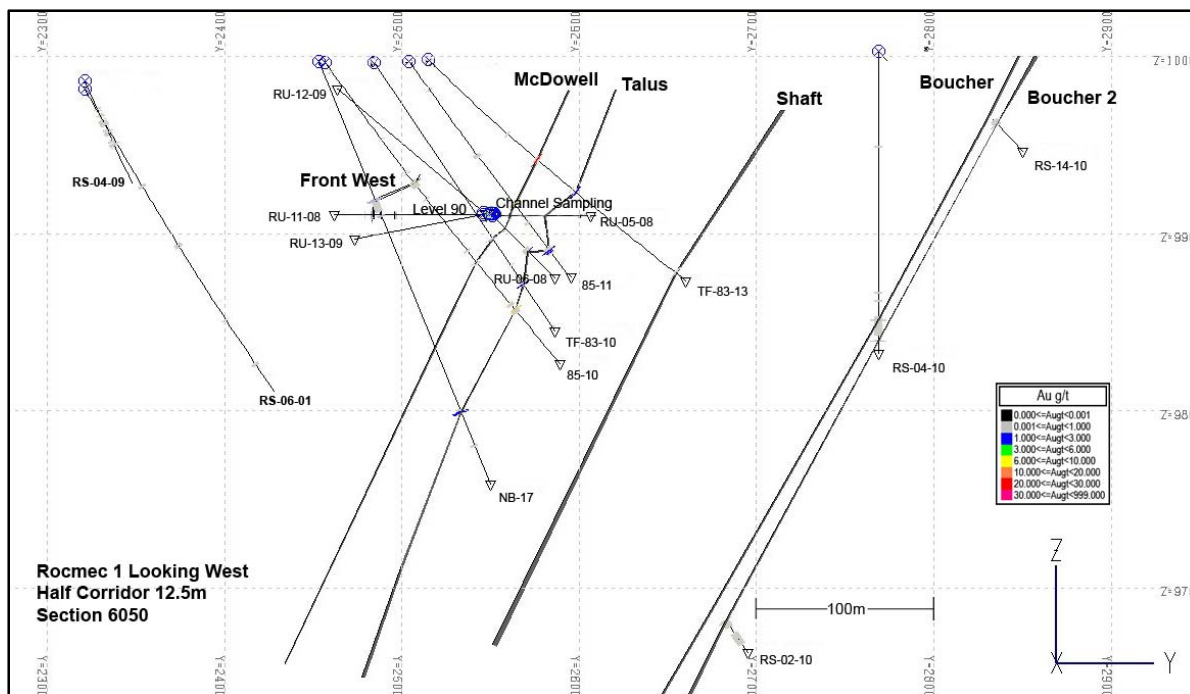 Y=2300
Y=2400
Y=2500
Y=2600
Y=2700
Y=2800
Y=2900
McDowell
Talus
Shaft
Boucher
Boucher 2
Z=1000
RU-12-09
RS-04-09
Front West
RS-14-10
RU-11-08
Level 90
Channel Sampling
RU-05-08
RU-13-09
Z=990
RU-06-08
85-11
TF-83-13
TF-83-10
85-10
RS-04-10
RS-06-01
Z=980
Au g/t
0.000<=Augt<0.001
0.001<=Augt<1.000
1.000<=Augt<3.000
3.000<=Augt<6.000
6.000<=Augt<10.000
10.000<=Augt<20.000
20.000<=Augt<30.000
30.000<=Augt<999.000
NB-17
Rocmec 1 Looking West
Half Corridor 12.5m
Section 6050
Z=970
100m
RS-02-10
Z
X
Y